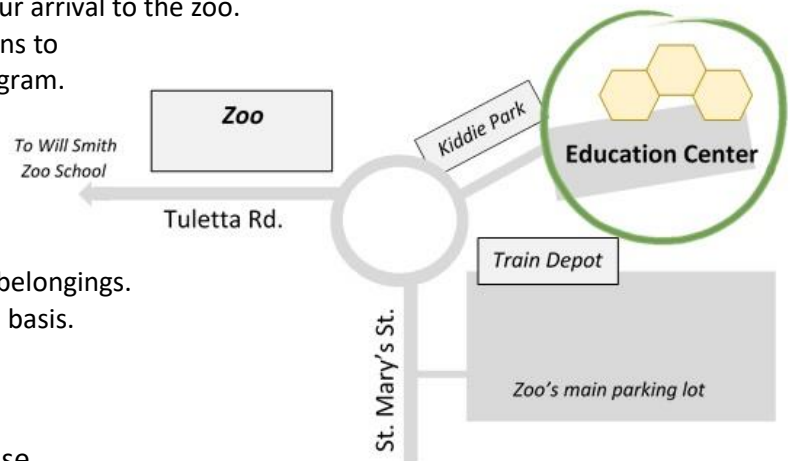 ur arrival to the zoo.
ns to
gram.
Zoo
To Will Smith
Zoo School
Kiddie Park
Education Center
Tuletta Rd.
Train Depot
belongings.
basis.
St. Mary's St.
Zoo's main parking lot
se